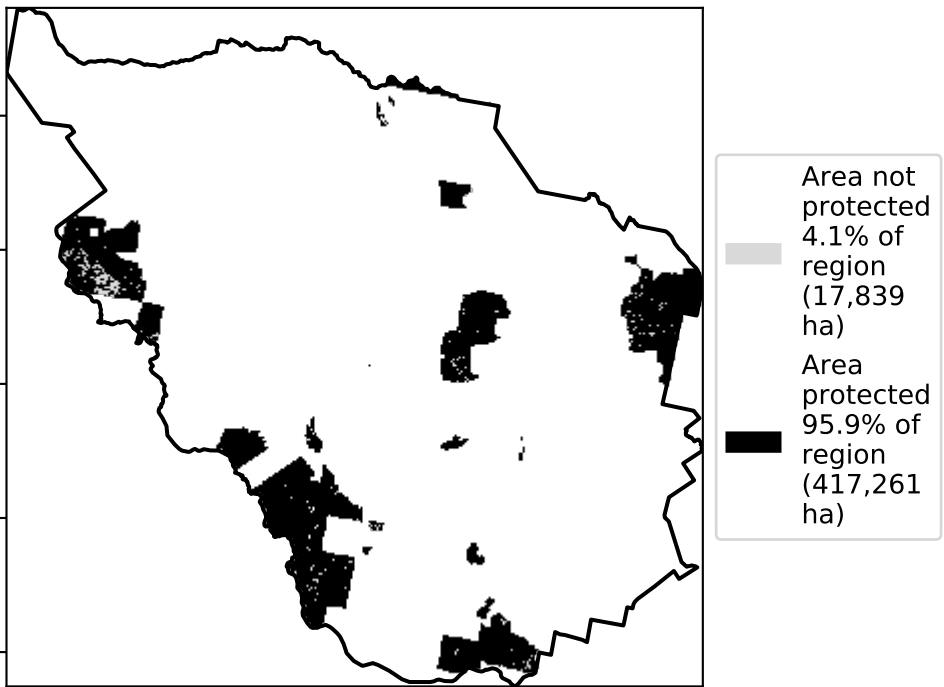 Area not
protected
4.1% of
region
(17,839
ha)
Area
protected
95.9% of
region
(417,261
ha)